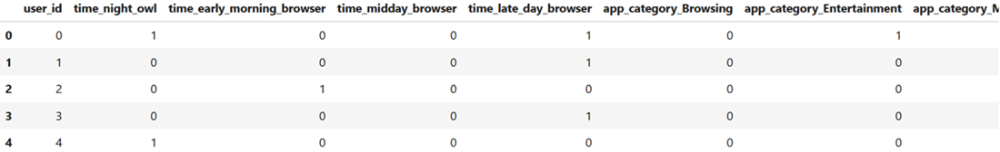 user_id time_night_owl time_early_morning_browser time_midday_browser time_late_day_browser app_category_Browsing app_category_Entertainment app_category_M
0 0 1 0 0 1 0 1
1 1 0 0 0 1 0 0
2 2 0 1 0 0 0 0
3 3 0 0 0 1 0 0
4 4 1 0 0 0 0 0